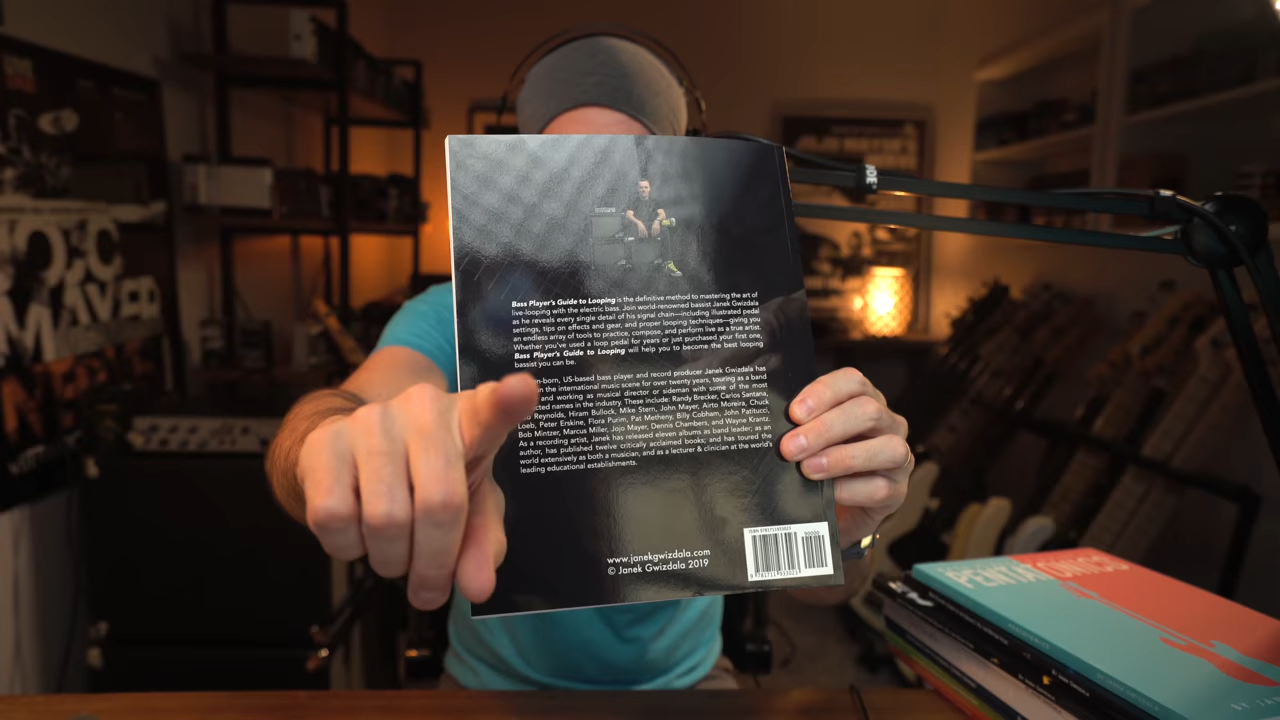 Bass Player's Guide to Looping is the definitive method to mastering the art of
live-looping with the electric bass. Join world-renowned bassist Janek Gwizdala
as he reveals every single detail of his signal chain—including illustrated pedal
settings, tips on effects and gear, and proper looping techniques—giving you
an endless array of tools to practice, compose, and perform live as a true artist.
Whether you've used a loop pedal for years or just purchased your first one,
Bass Player's Guide to Looping will help you to become the best looping
bassist you can be.
n-born, US-based bass player and record producer Janek Gwizdala has
n the international music scene for over twenty years, touring as a band
and working as musical director or sideman with some of the most
cted names in the industry. These include: Randy Brecker, Carlos Santana,
o Reynolds, Hiram Bullock, Mike Stern, John Mayer, Airto Moreira, Chuck
Loeb, Peter Erskine, Flora Purim, Pat Metheny, Billy Cobham, John Patitucci,
Bob Mintzer, Marcus Miller, Jojo Mayer, Dennis Chambers, and Wayne Krantz.
As a recording artist, Janek has released eleven albums as band leader; as an
author, has published twelve critically acclaimed books; and has toured the
world extensively as both a musician, and as a lecturer & clinician at the world's
leading educational establishments.
www.janekgwizdala.com
© Janek Gwizdala 2019
ISBN 9781711933023
90000
9 781711 933023
PENTATONICS
MAYER